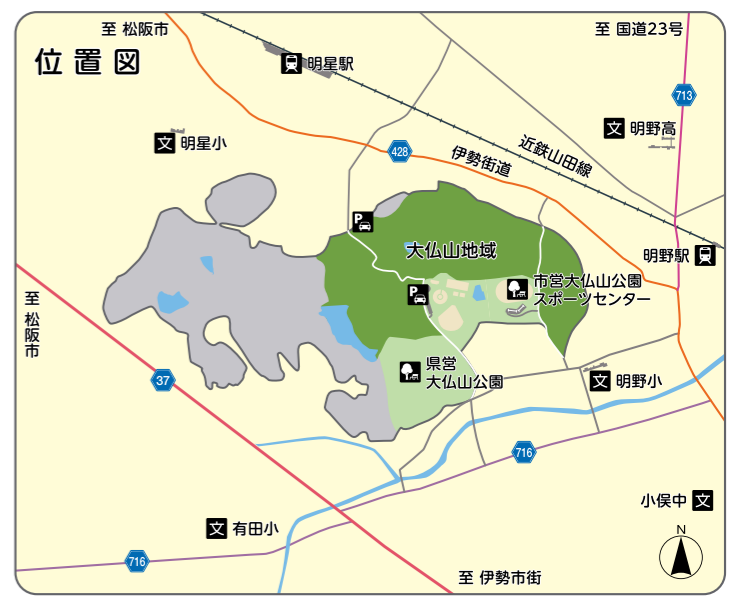 至 松阪市
至 国道23号
位置図
明星駅
713
文 明星小
文 明野高
428
伊勢街道
近鉄山田線
P
大仏山地域
明野駅
至 松阪市
P
市営大仏山公園
スポーツセンター
県営
大仏山公園
37
文 明野小
716
小俣中 文
文 有田小
N
716
至 伊勢市街